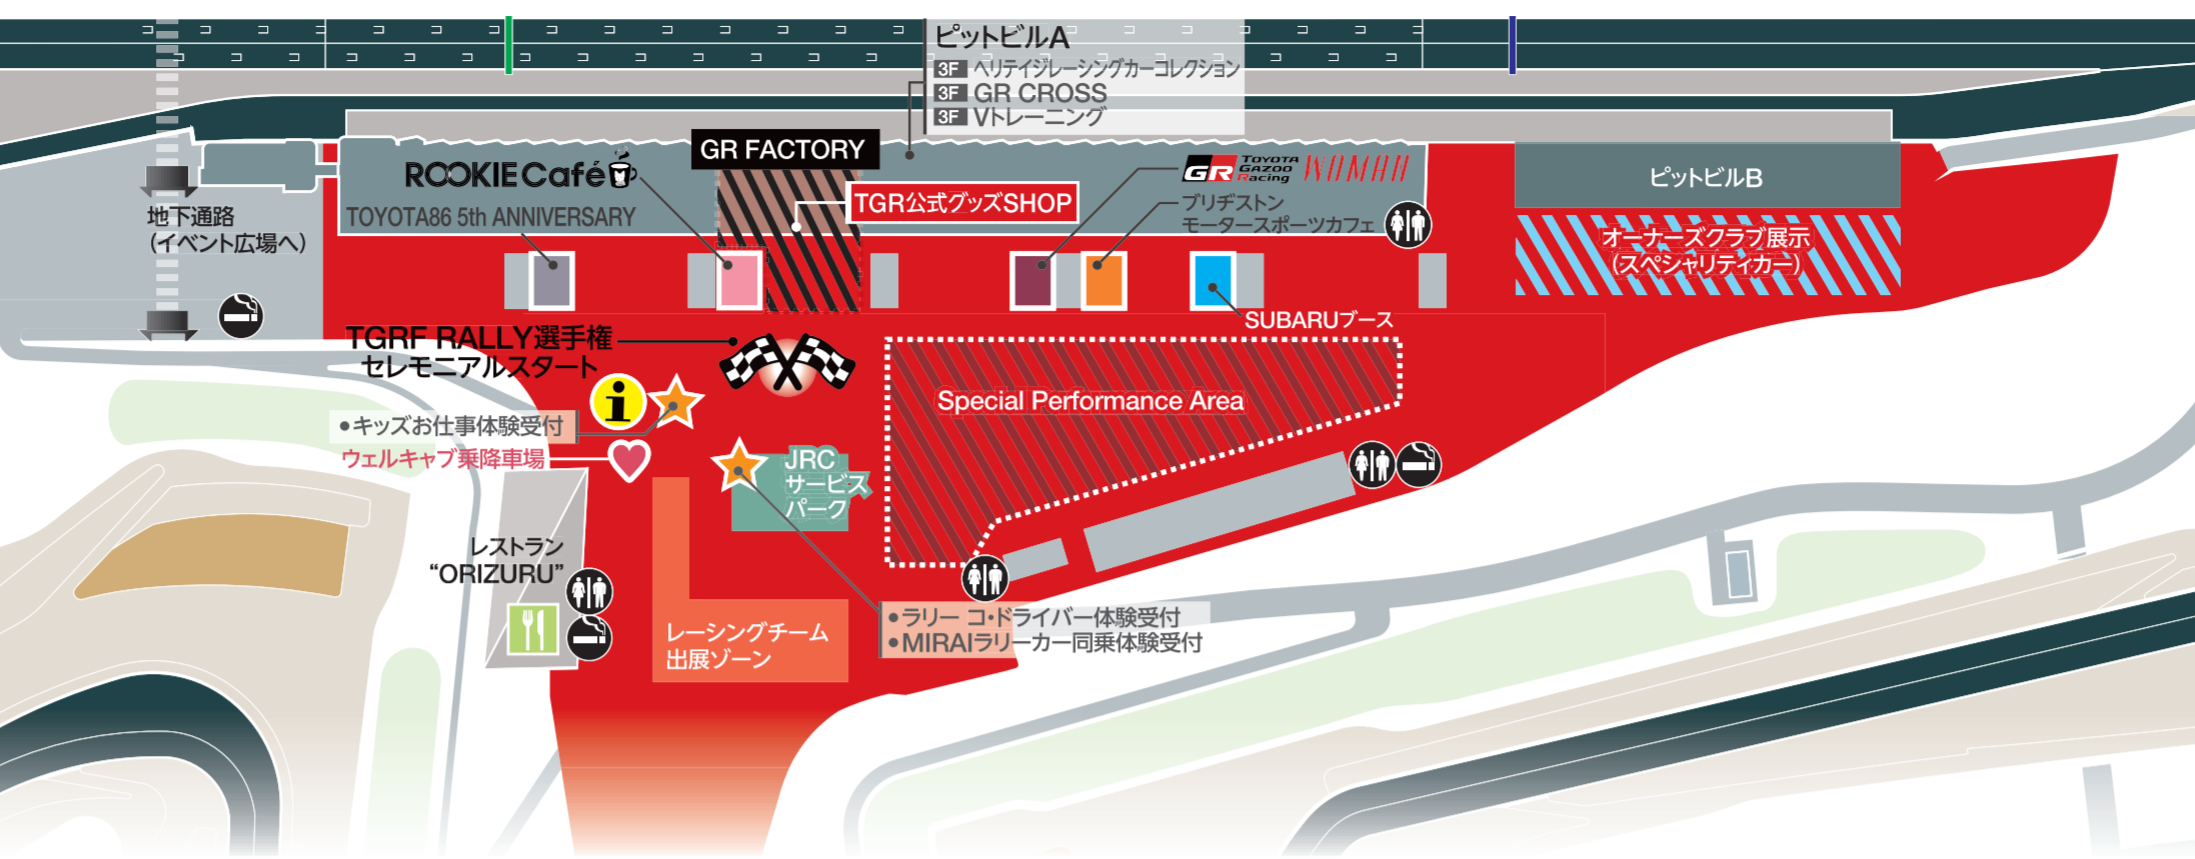 ピットビルA
3F ヘリテイジレーシングカーコレクション
3F GR CROSS
3F Vトレーニング
GR FACTORY
ROOKIE Café
TOYOTA86 5th ANNIVERSARY
TGR公式グッズSHOP
GR TOYOTA
GAZOO
Racing
ブリヂストン
モータースポーツカフェ
ピットビルB
オーナーズクラブ展示
(スペシャリティカー)
地下通路
(イベント広場へ)
SUBARUブース
TGRF RALLY選手権
セレモニアルスタート
Special Performance Area
i
●キッズお仕事体験受付
ウェルキャブ乗降車場
JRC
サービス
パーク
レストラン
“ORIZURU”
レーシングチーム
出展ゾーン
●ラリー コ・ドライバー体験受付
●MIRAIラリーカー同乗体験受付